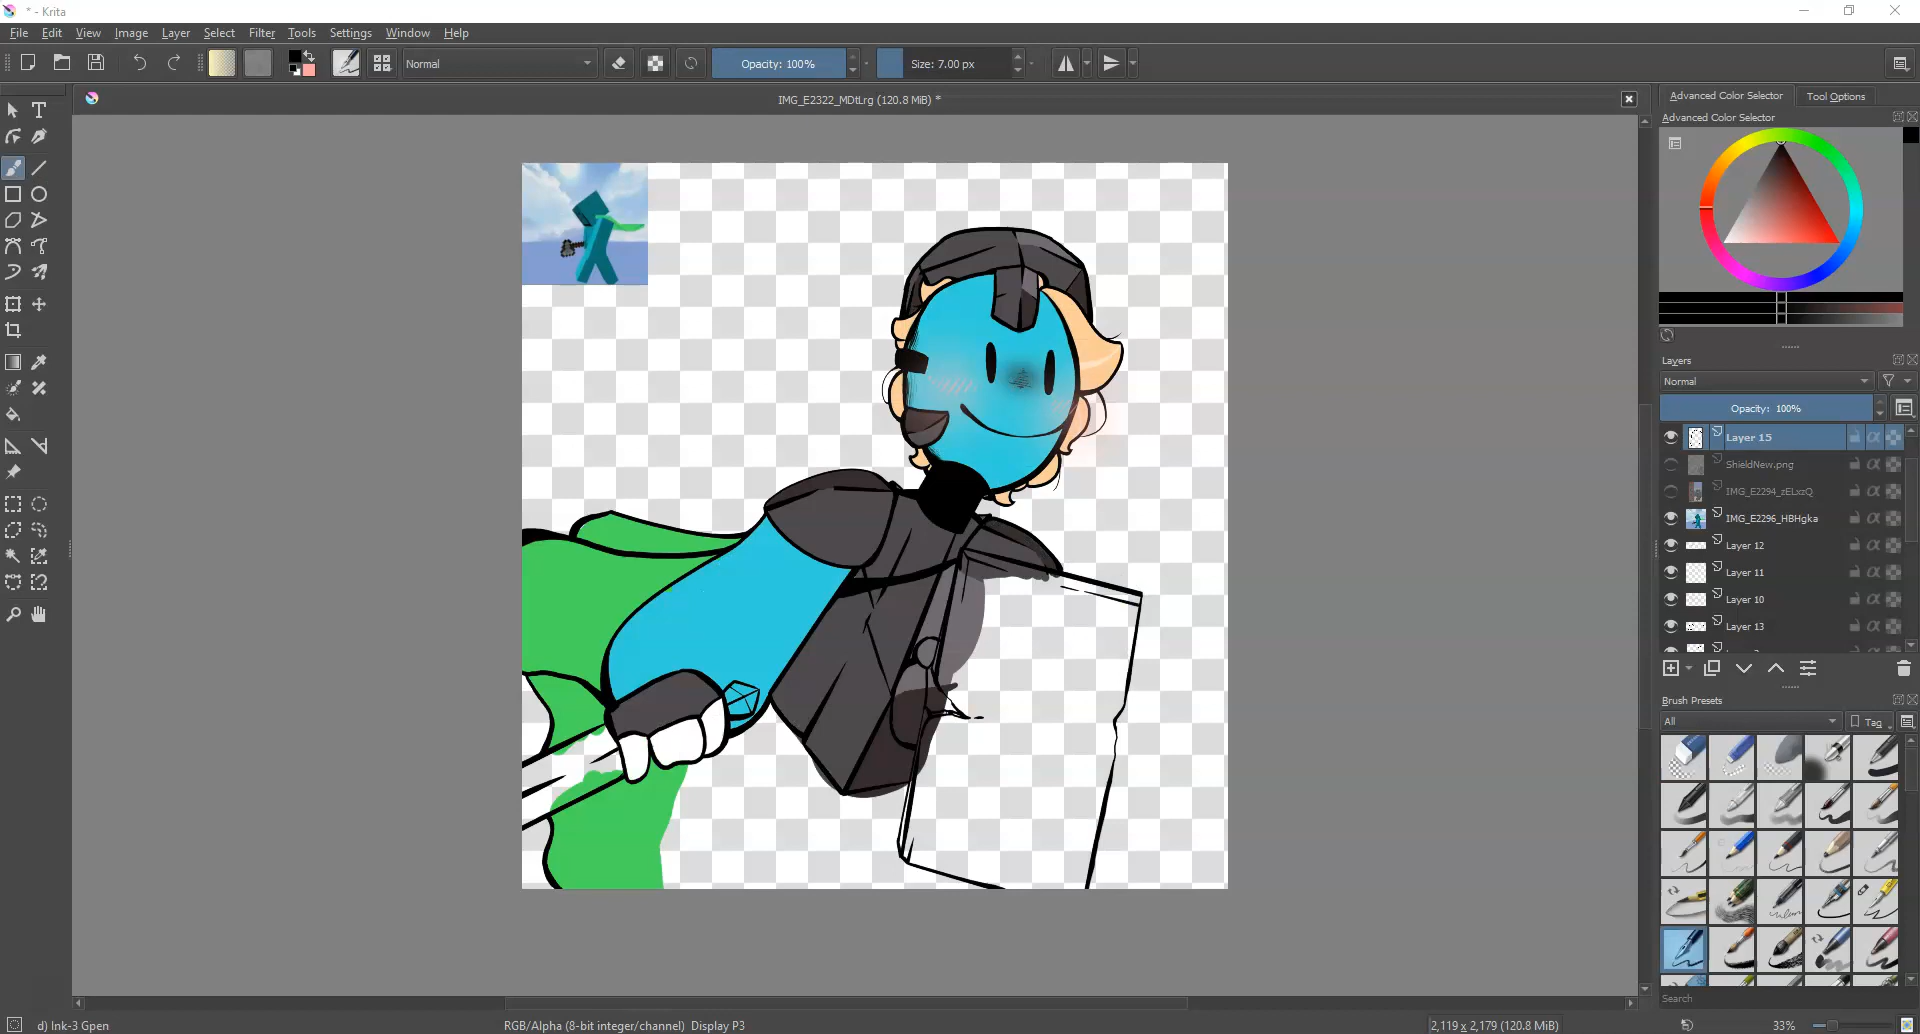 * - Krita
File Edit View Image Layer Select Filter Tools Settings Window Help
Normal
Opacity: 100%
Size: 7.00 px
IMG_E2322_MDtLrg (120.8 MiB) *
Advanced Color Selector
Tool Options
Advanced Color Selector
Layers
Normal
Opacity: 100%
Layer 15
ShieldNew.png
IMG_E2294_zELxzQ
IMG_E2296_HBHgka
Layer 12
Layer 11
Layer 10
Layer 13
Brush Presets
All
Tag
Search
d) Ink-3 Gpen
RGB/Alpha (8-bit integer/channel) Display P3
2,119 x 2,179 (120.8 MiB)
33%